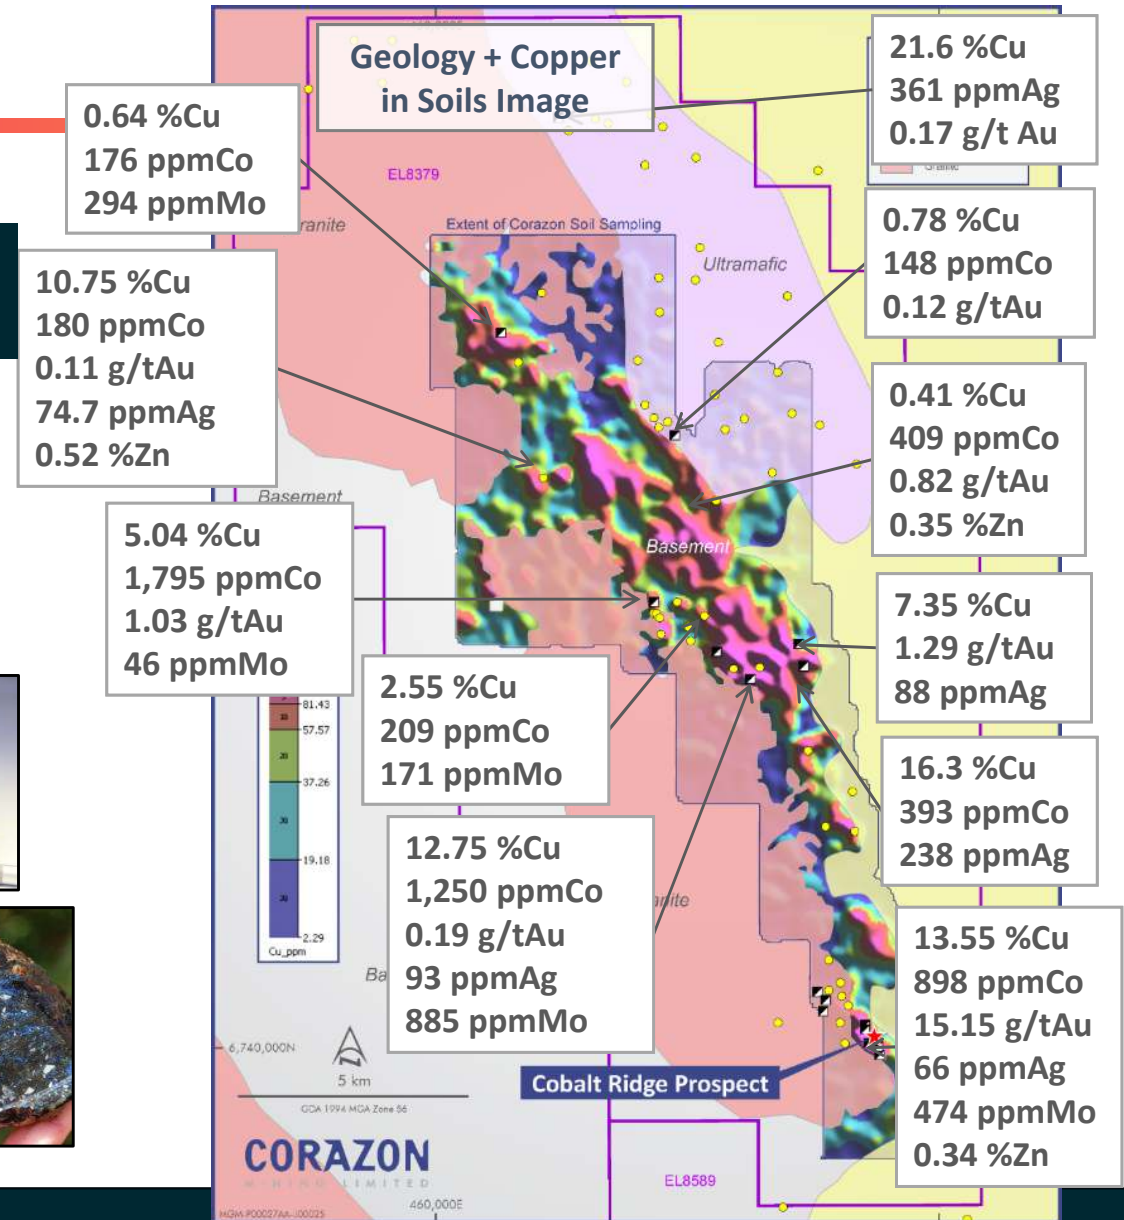 Geology + Copper
in Soils Image
21.6 %Cu
361 ppmAg
0.17 g/t Au
0.64 %Cu
176 ppmCo
294 ppmMo
EL8379
ranite
Extent of Corazon Soil Sampling
Ultramafic
0.78 %Cu
148 ppmCo
0.12 g/tAu
10.75 %Cu
180 ppmCo
0.11 g/tAu
74.7 ppmAg
0.52 %Zn
0.41 %Cu
409 ppmCo
0.82 g/tAu
0.35 %Zn
Basement
Basement
5.04 %Cu
1,795 ppmCo
1.03 g/tAu
46 ppmMo
7.35 %Cu
1.29 g/tAu
88 ppmAg
2.55 %Cu
209 ppmCo
171 ppmMo
81.43
57.57
37.26
19.18
2.29
Cu_ppm
16.3 %Cu
393 ppmCo
238 ppmAg
12.75 %Cu
1,250 ppmCo
0.19 g/tAu
93 ppmAg
885 ppmMo
anite
Ba
13.55 %Cu
898 ppmCo
15.15 g/tAu
66 ppmAg
474 ppmMo
0.34 %Zn
6,740,000N
5 km
GDA 1994 MGA Zone 56
Cobalt Ridge Prospect
CORAZON
MINING LIMITED
EL8589
460,000E